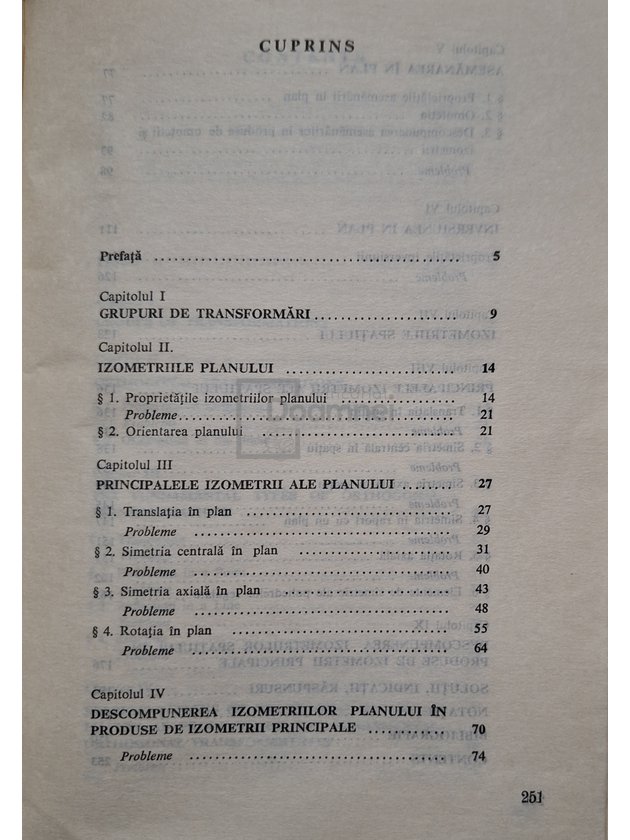 CUPRINS
Prefață .......... 5
Capitolul I
GRUPURI DE TRANSFORMĂRI .......... 9
Capitolul II.
IZOMETRIILE PLANULUI .......... 14
§ 1. Proprietățile izometriilor planului .......... 14
Probleme .......... 21
§ 2. Orientarea planului .......... 21
Capitolul III
PRINCIPALELE IZOMETRII ALE PLANULUI .......... 27
§ 1. Translația în plan .......... 27
Probleme .......... 29
§ 2. Simetria centrală în plan .......... 31
Probleme .......... 40
§ 3. Simetria axială în plan .......... 43
Probleme .......... 48
§ 4. Rotația în plan .......... 55
Probleme .......... 64
Capitolul IV
DESCOMPUNEREA IZOMETRIILOR PLANULUI ÎN
PRODUSE DE IZOMETRII PRINCIPALE .......... 70
Probleme .......... 74
251